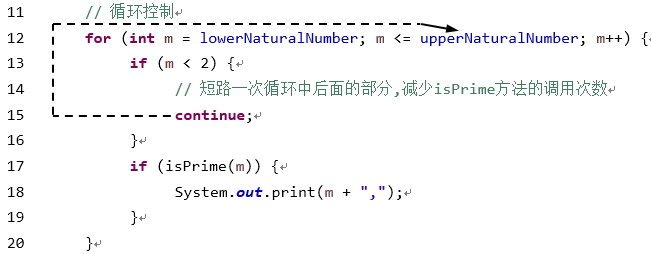 11 // 循环控制↵
12 for (int m = lowerNaturalNumber; m <= upperNaturalNumber; m++) {↵
13 if (m < 2) {↵
14 // 短路一次循环中后面的部分,减少isPrime方法的调用次数
15 continue;↵
16 }↵
17 if (isPrime(m)) {↵
18 System.out.print(m + ",");↵
19 }↵
20 }↵